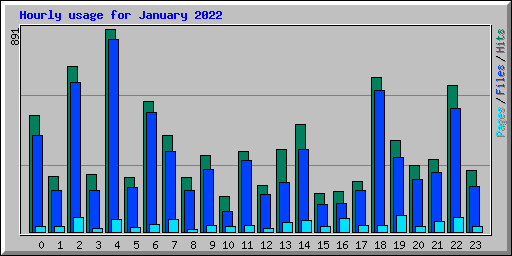 Hourly usage for January 2022
891
Pages/Files/Hits
0 1 2 3 4 5 6 7 8 9 10 11 12 13 14 15 16 17 18 19 20 21 22 23